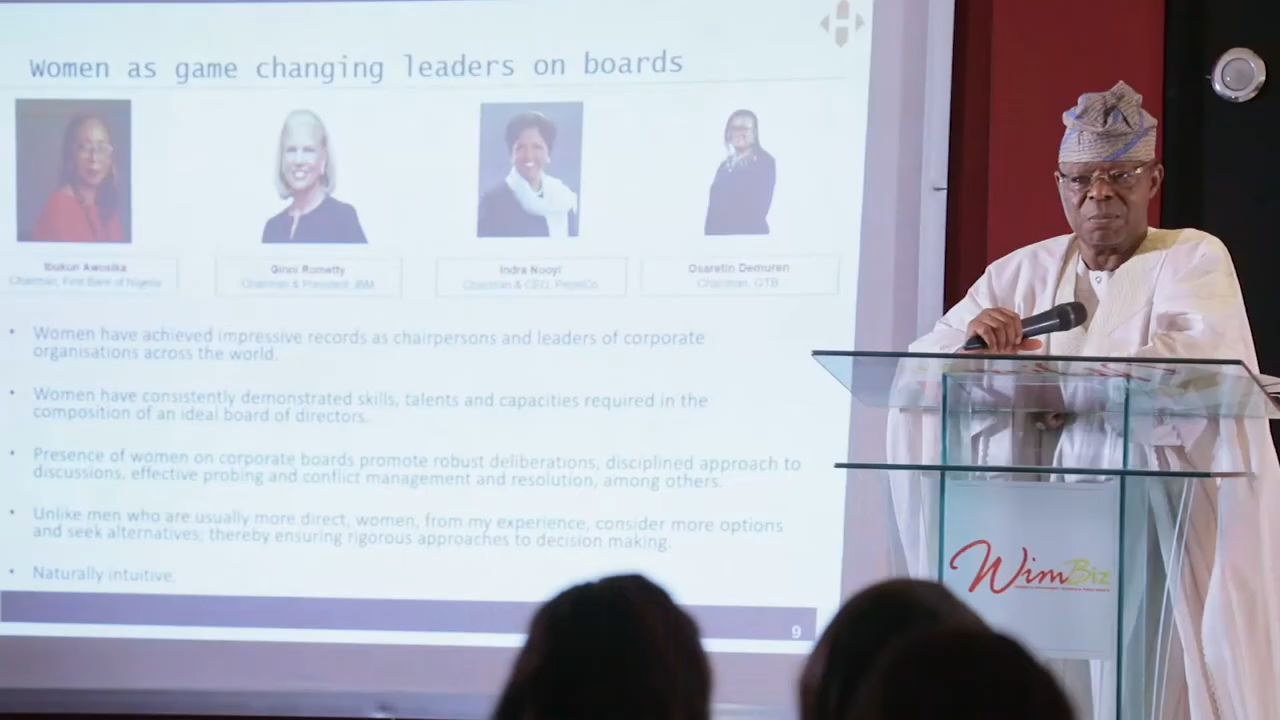 Women as game changing leaders on boards
Ibukun Awosika
Chairman, First Bank of Nigeria
Ginni Rometty
Chairman & President, IBM
Indra Nooyi
Chairman & CEO, PepsiCo
Osaretin Demuren
Chairman, GTB
• Women have achieved impressive records as chairpersons and leaders of corporate
organisations across the world.
• Women have consistently demonstrated skills, talents and capacities required in the
composition of an ideal board of directors.
• Presence of women on corporate boards promote robust deliberations, disciplined approach to
discussions, effective probing and conflict management and resolution, among others.
• Unlike men who are usually more direct, women, from my experience, consider more options
and seek alternatives; thereby ensuring rigorous approaches to decision making.
• Naturally intuitive.
9
WimBiz